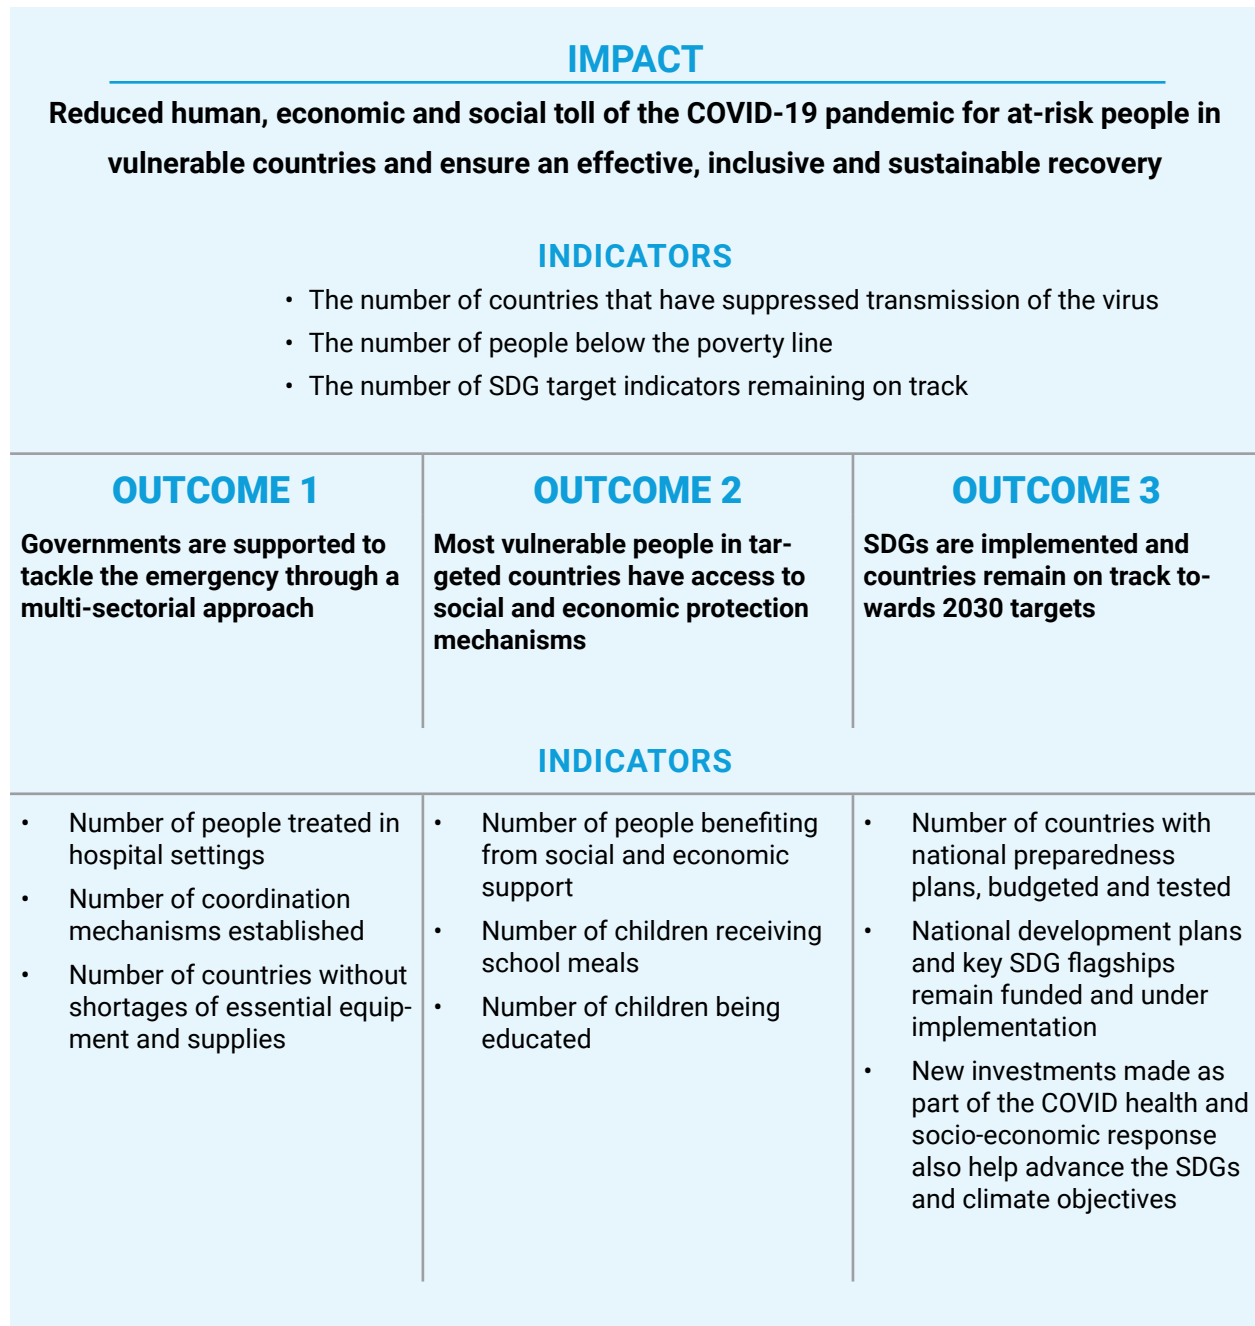 IMPACT
Reduced human, economic and social toll of the COVID-19 pandemic for at-risk people in
vulnerable countries and ensure an effective, inclusive and sustainable recovery
INDICATORS
• The number of countries that have suppressed transmission of the virus
• The number of people below the poverty line
• The number of SDG target indicators remaining on track
OUTCOME 1
Governments are supported to
tackle the emergency through a
multi-sectorial approach
OUTCOME 2
Most vulnerable people in tar-
geted countries have access to
social and economic protection
mechanisms
OUTCOME 3
SDGs are implemented and
countries remain on track to-
wards 2030 targets
INDICATORS
• Number of people treated in
hospital settings
• Number of coordination
mechanisms established
• Number of countries without
shortages of essential equip-
ment and supplies
• Number of people benefiting
from social and economic
support
• Number of children receiving
school meals
• Number of children being
educated
• Number of countries with
national preparedness
plans, budgeted and tested
• National development plans
and key SDG flagships
remain funded and under
implementation
• New investments made as
part of the COVID health and
socio-economic response
also help advance the SDGs
and climate objectives